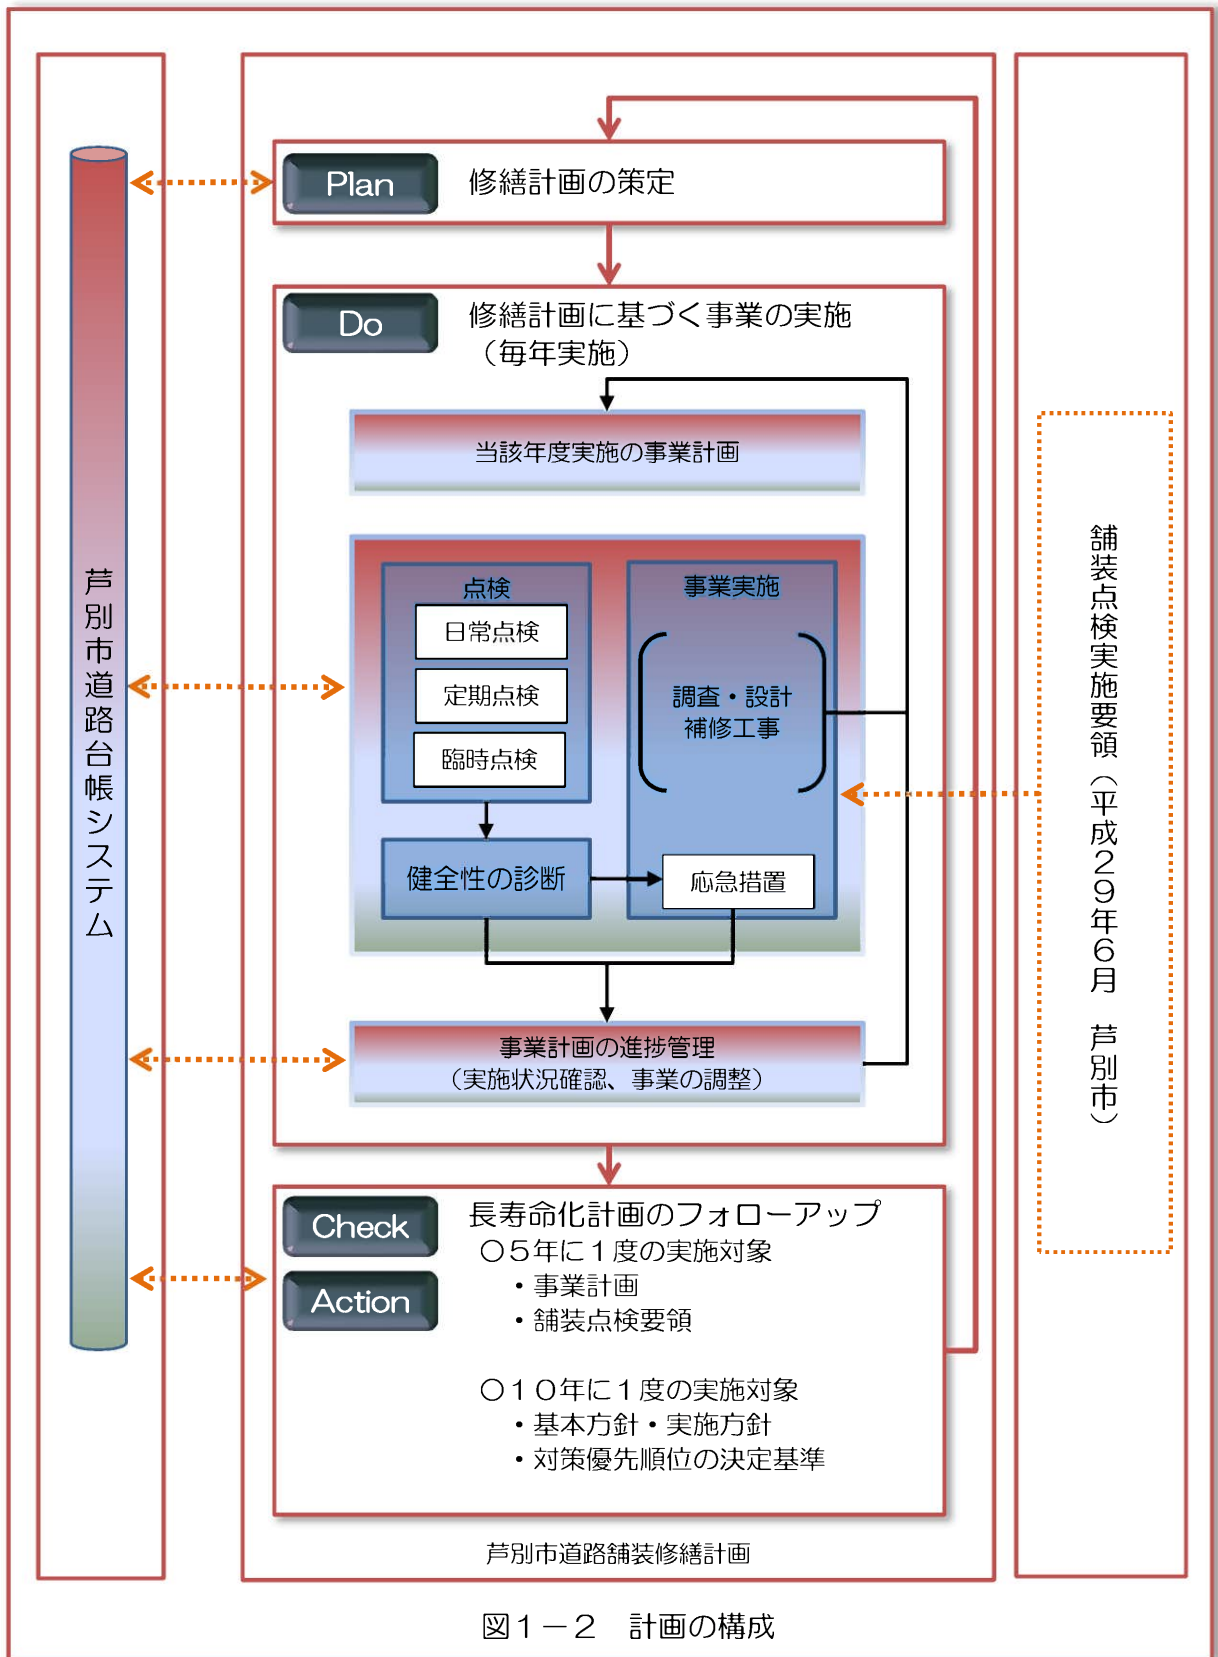 芦別市道路台帳システム
Plan
修繕計画の策定
Do
修繕計画に基づく事業の実施
（毎年実施）
当該年度実施の事業計画
点検
日常点検
定期点検
臨時点検
健全性の診断
事業実施
調査・設計
補修工事
応急措置
事業計画の進捗管理
（実施状況確認、事業の調整）
Check
Action
長寿命化計画のフォローアップ
○５年に１度の実施対象
・事業計画
・舗装点検要領
○１０年に１度の実施対象
・基本方針・実施方針
・対策優先順位の決定基準
芦別市道路舗装修繕計画
舗装点検実施要領（平成２９年６月　芦別市）
図１－２　計画の構成